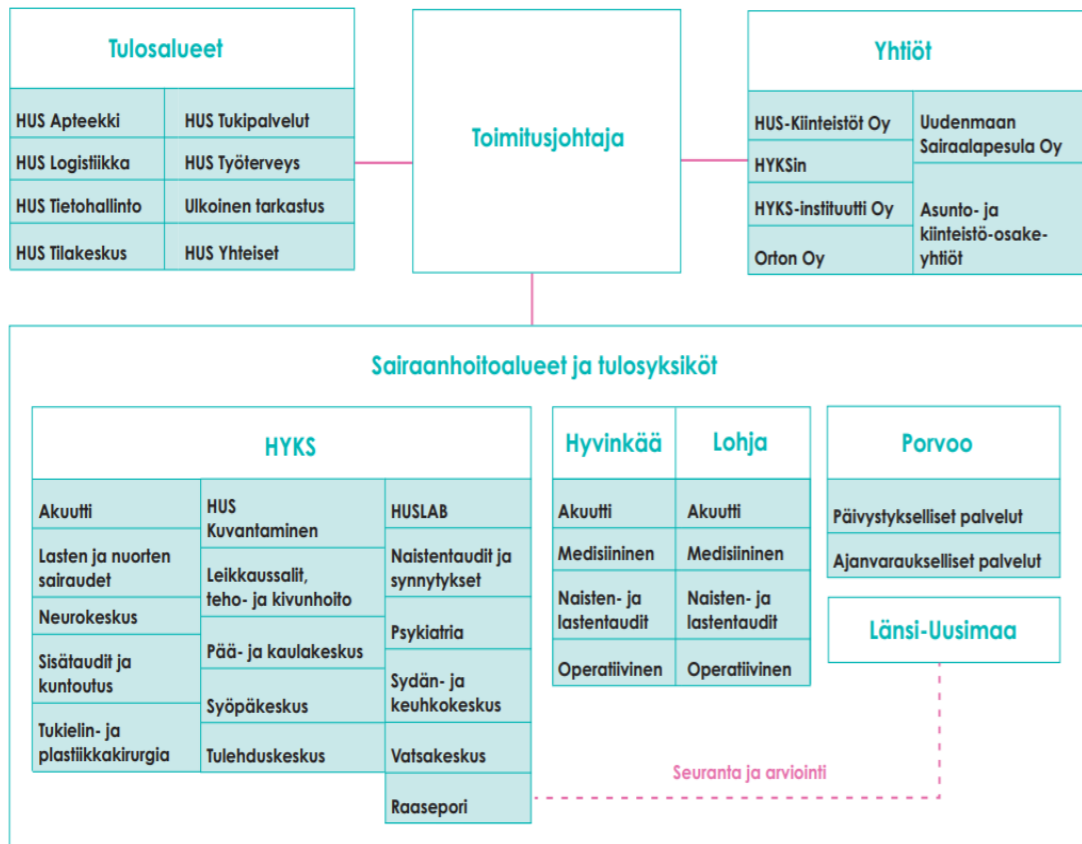 Tulosalueet
HUS Apteekki
HUS Tukipalvelut
HUS Logistiikka
HUS Työterveys
HUS Tietohallinto
Ulkoinen tarkastus
HUS Tilakeskus
HUS Yhteiset
Toimitusjohtaja
Yhtiöt
HUS-Kiinteistöt Oy
HYKSin
HYKS-instituutti Oy
Orton Oy
Uudenmaan
Sairaalapesula Oy
Asunto- ja
kiinteistö-osake-
yhtiöt
Sairaanhoitoalueet ja tulosyksiköt
HYKS
Akuutti
Lasten ja nuorten
sairaudet
Neurokeskus
Sisätaudit ja
kuntoutus
Tukielin- ja
plastiikkakirurgia
HUS
Kuvantaminen
Leikkaussalit,
teho- ja kivunhoito
Pää- ja kaulakeskus
Syöpäkeskus
Tulehduskeskus
HUSLAB
Naistentaudit ja
synnytykset
Psykiatria
Sydän- ja
keuhkokeskus
Vatsakeskus
Raasepori
Hyvinkää
Akuutti
Medisiininen
Naisten- ja
lastentaudit
Operatiivinen
Lohja
Akuutti
Medisiininen
Naisten- ja
lastentaudit
Operatiivinen
Porvoo
Päivystykselliset palvelut
Ajanvaraukselliset palvelut
Länsi-Uusimaa
Seuranta ja arviointi